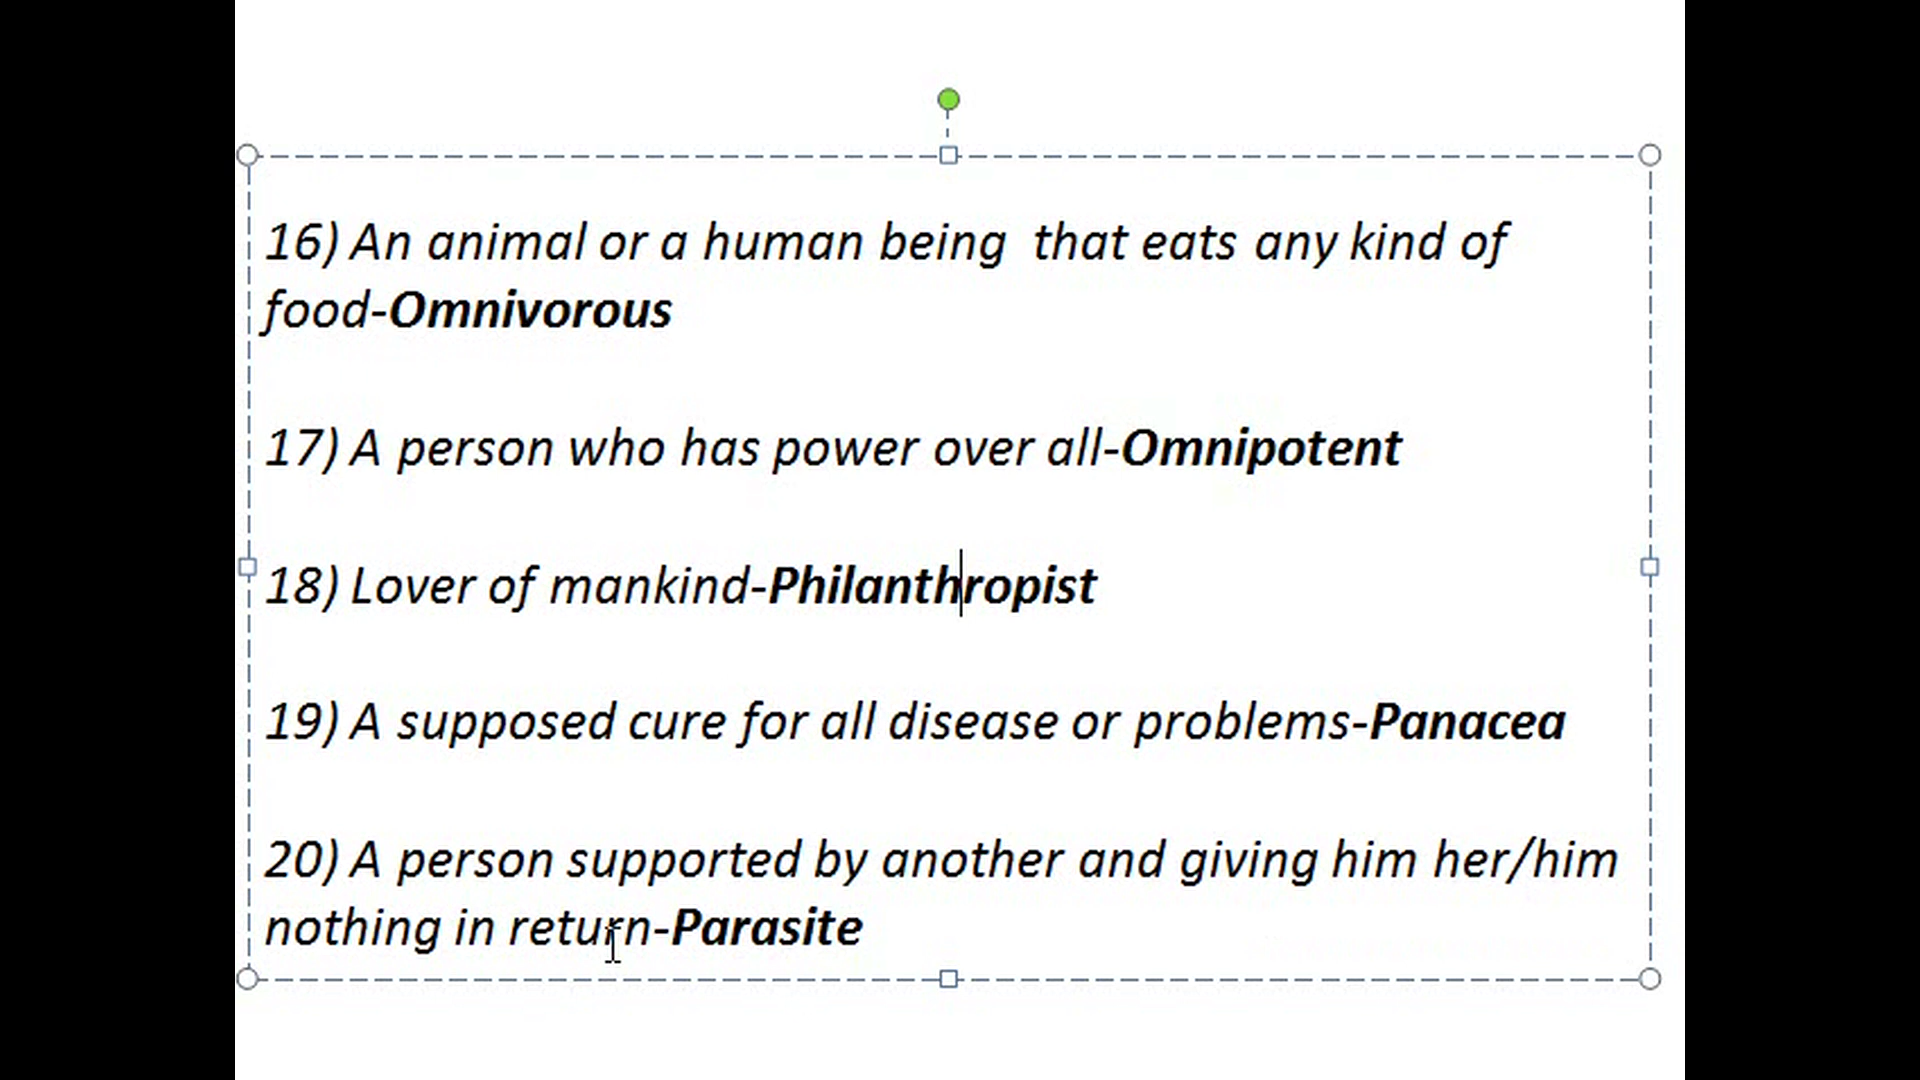 16) An animal or a human being  that eats any kind of
food-Omnivorous
17) A person who has power over all-Omnipotent
18) Lover of mankind-Philanthropist
19) A supposed cure for all disease or problems-Panacea
20) A person supported by another and giving him her/him
nothing in return-Parasite